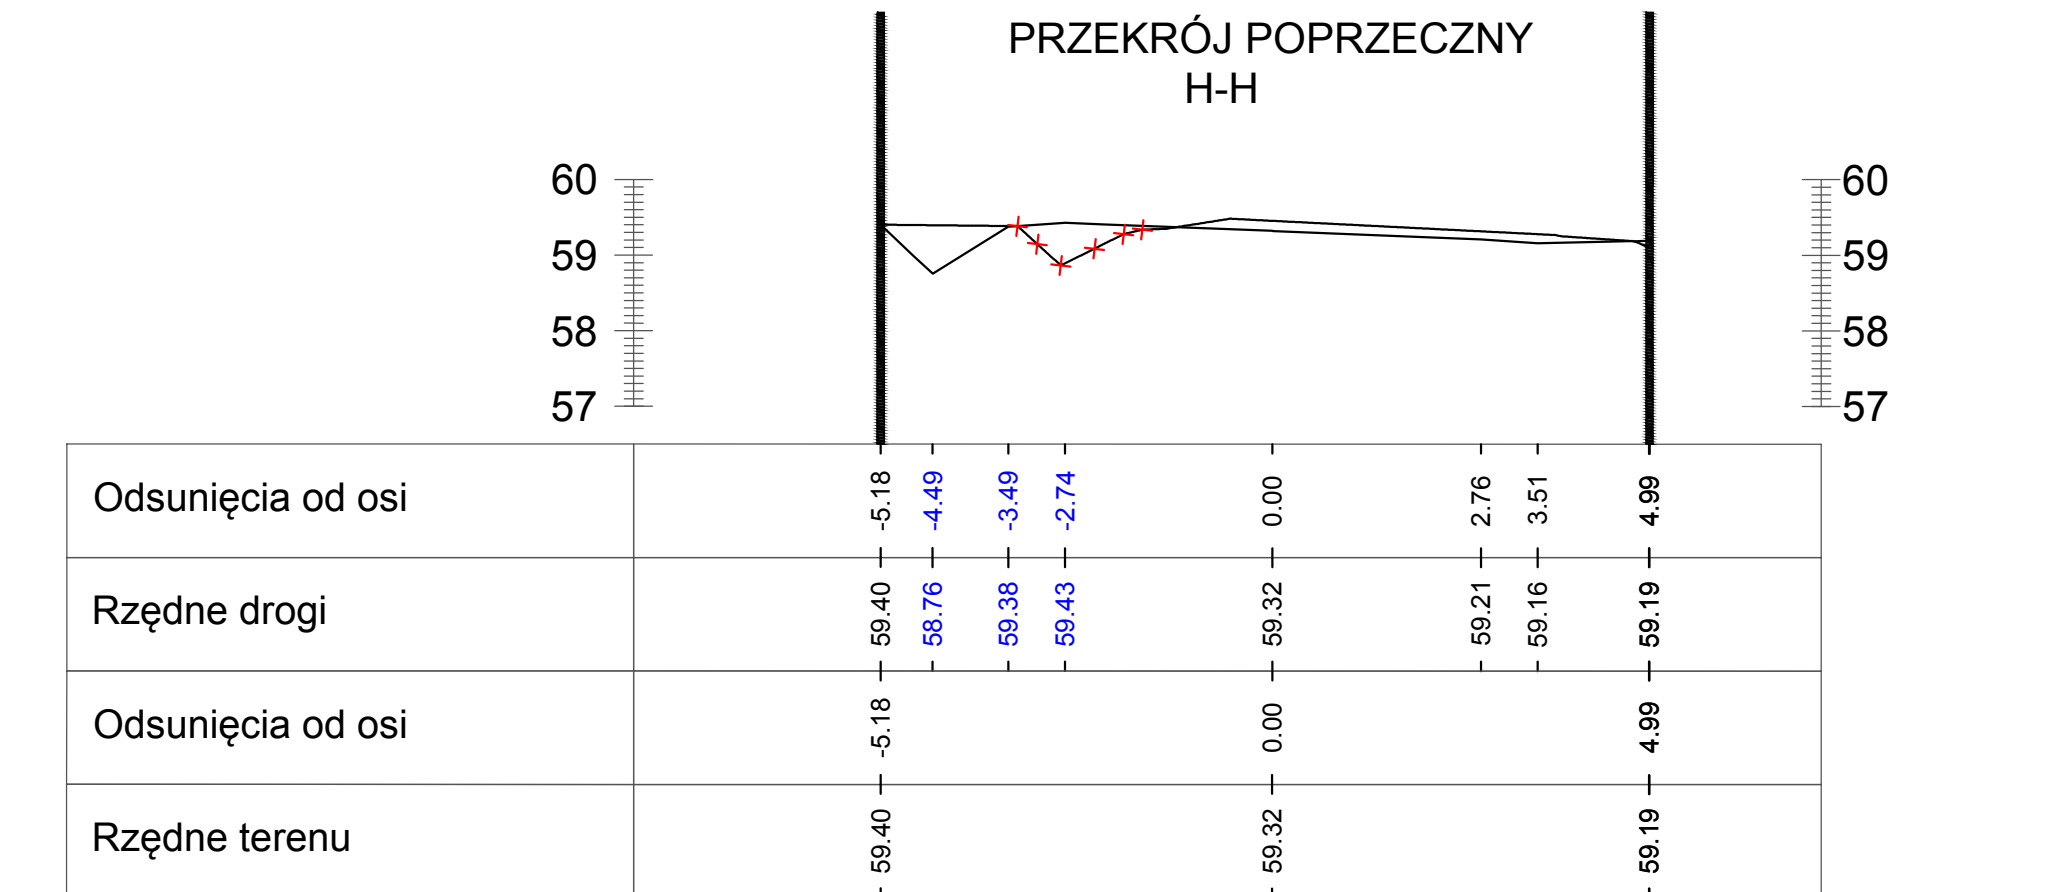 PRZEKRÓJ POPRZECZNY
H-H
60 60
59 59
58 58
57 57
Odsunięcia od osi -5.18 -4.49 -3.49 -2.74 0.00 2.76 3.51 4.99
Rzędne drogi 59.40 58.76 59.38 59.43 59.32 59.21 59.16 59.19
Odsunięcia od osi -5.18 0.00 4.99
Rzędne terenu 59.40 59.32 59.19